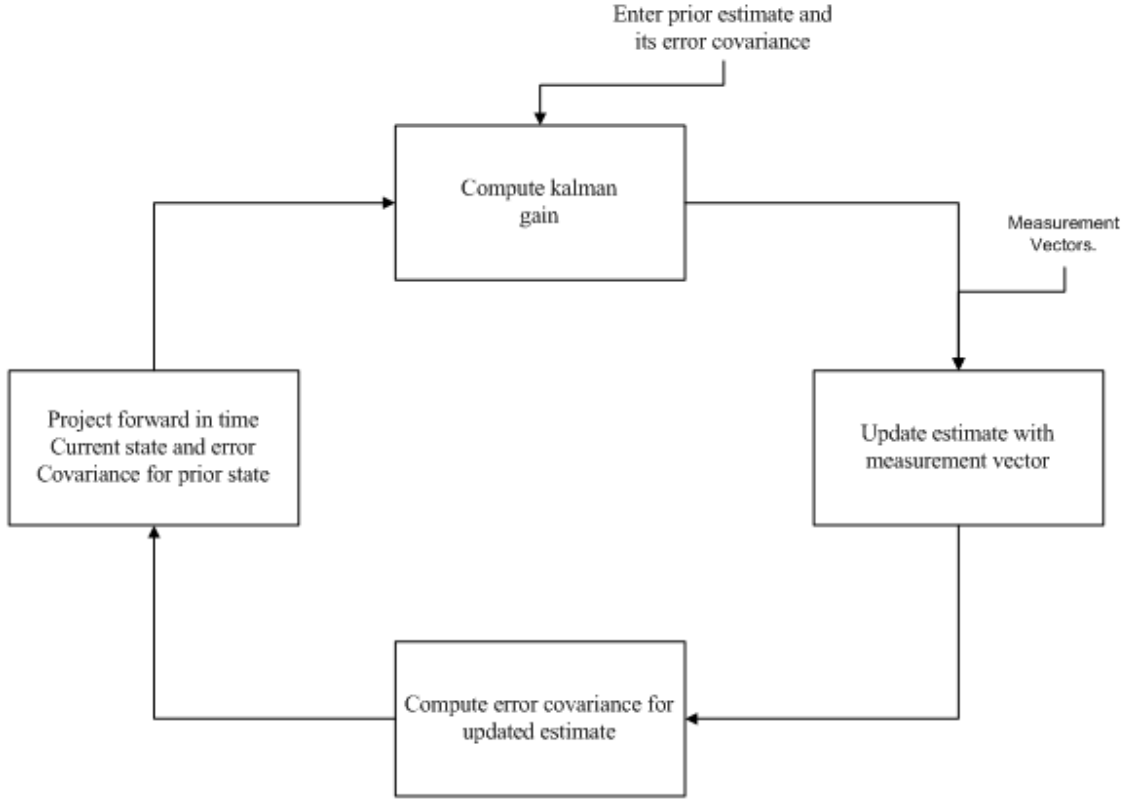 Enter prior estimate and
its error covariance
Compute kalman
gain
Measurement
Vectors.
Project forward in time
Current state and error
Covariance for prior state
Update estimate with
measurement vector
Compute error covariance for
updated estimate